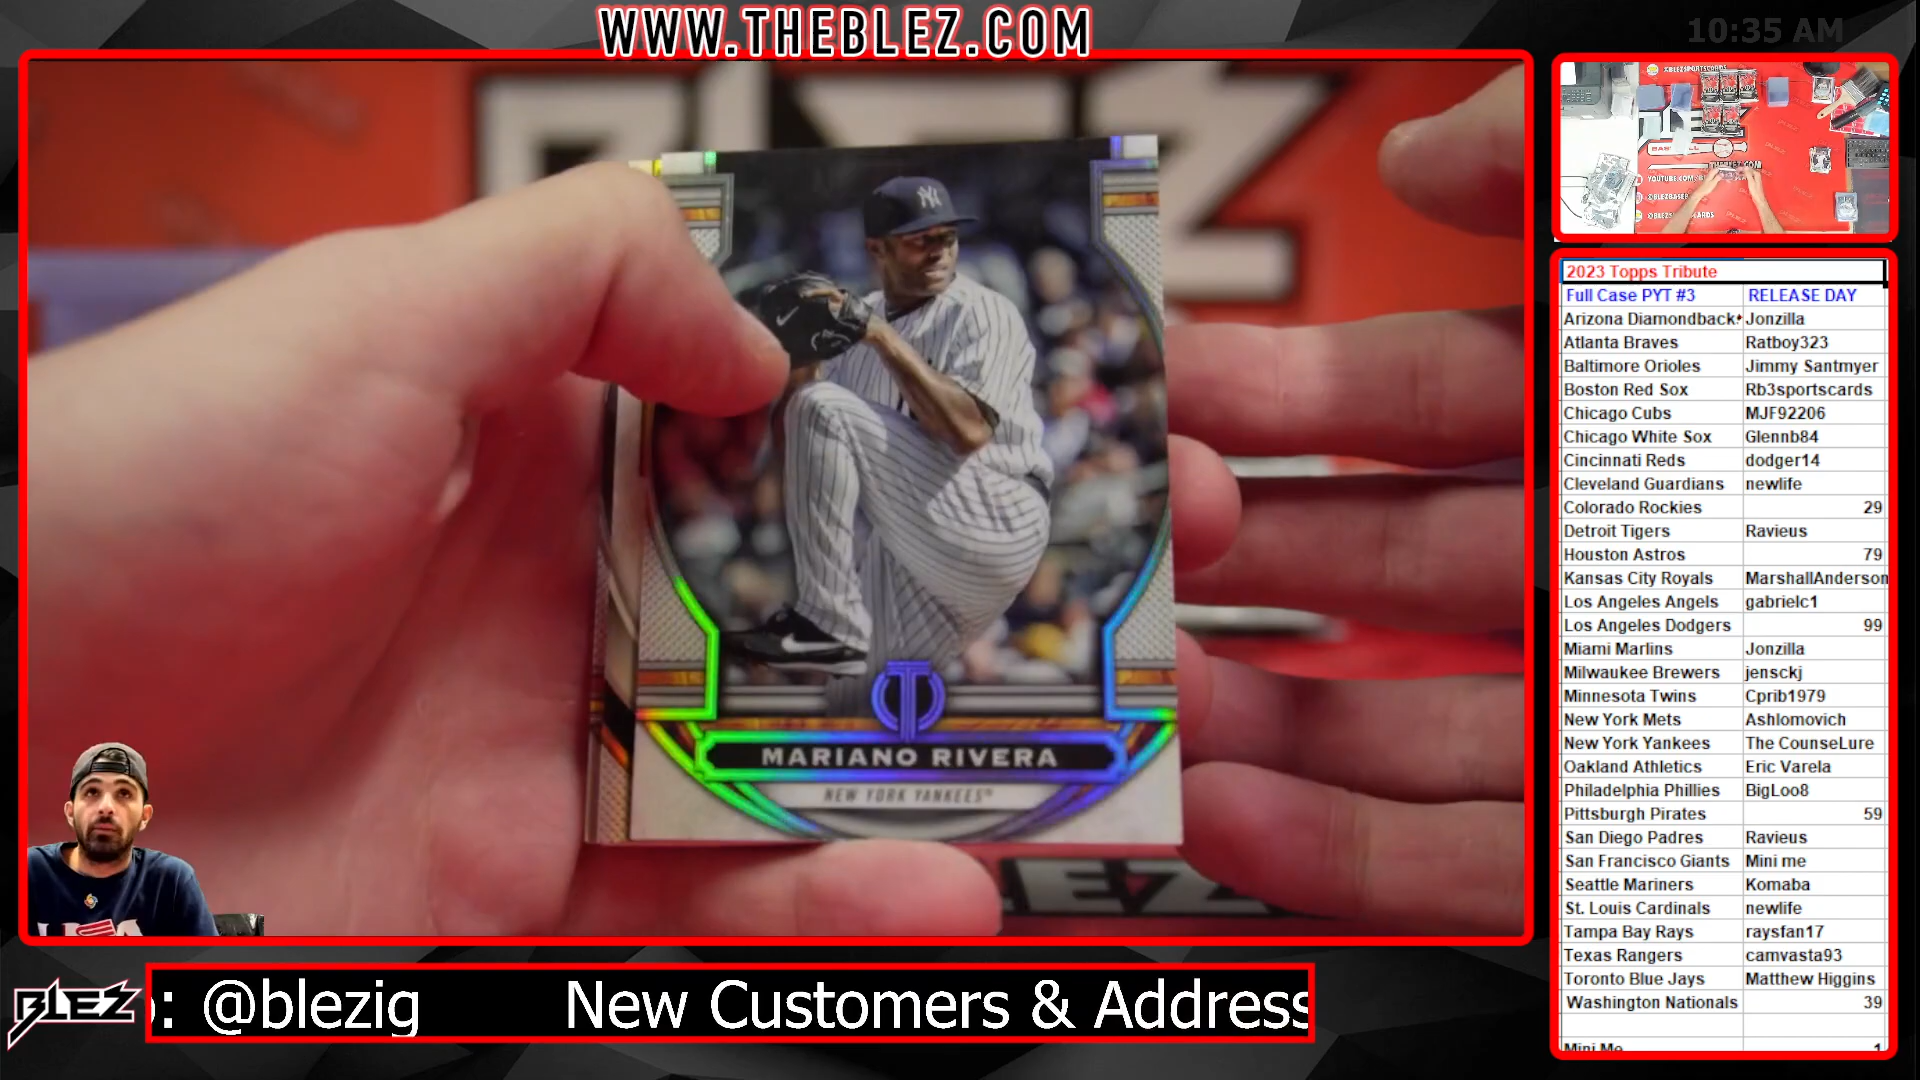 WWW.THEBLEZ.COM
10:35 AM
NY
MARIANO RIVERA
NEW YORK YANKEES
2023 Topps Tribute
Full Case PYT #3 RELEASE DAY
Arizona Diamondback Jonzilla
Atlanta Braves Ratboy323
Baltimore Orioles Jimmy Santmyer
Boston Red Sox Rb3sportscards
Chicago Cubs MJF92206
Chicago White Sox Glennb84
Cincinnati Reds dodger14
Cleveland Guardians newlife
Colorado Rockies 29
Detroit Tigers Ravieus
Houston Astros 79
Kansas City Royals MarshallAnderson
Los Angeles Angels gabrielc1
Los Angeles Dodgers 99
Miami Marlins Jonzilla
Milwaukee Brewers jensckj
Minnesota Twins Cprib1979
New York Mets Ashlomovich
New York Yankees The CounseLure
Oakland Athletics Eric Varela
Philadelphia Phillies BigLoo8
Pittsburgh Pirates 59
San Diego Padres Ravieus
San Francisco Giants Mini me
Seattle Mariners Komaba
St. Louis Cardinals newlife
Tampa Bay Rays raysfan17
Texas Rangers camvasta93
Toronto Blue Jays Matthew Higgins
Washington Nationals 39
Mini Me 1
BLEZ
: @blezig New Customers & Address